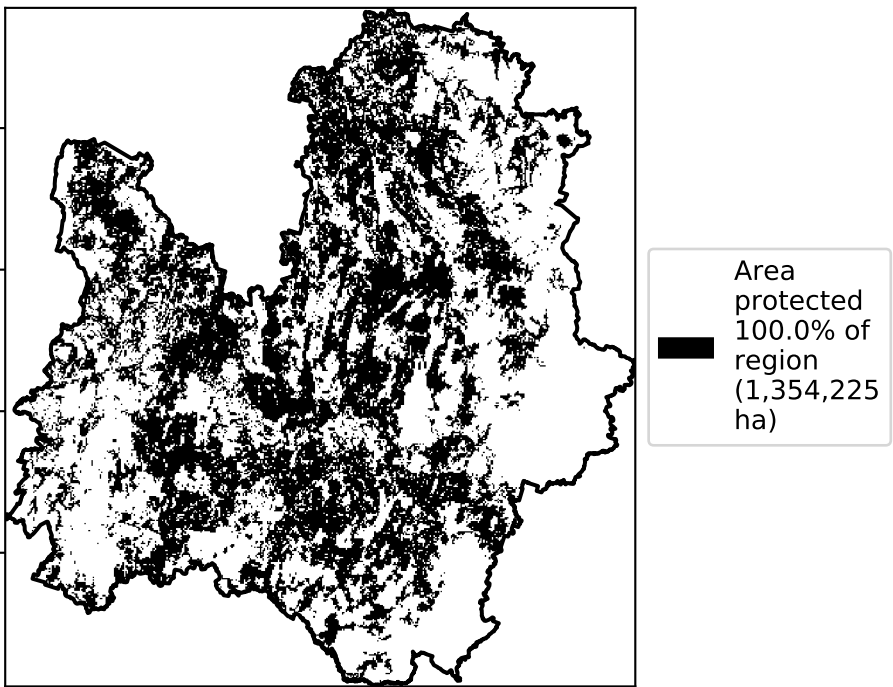 Area
protected
100.0% of
region
(1,354,225
ha)